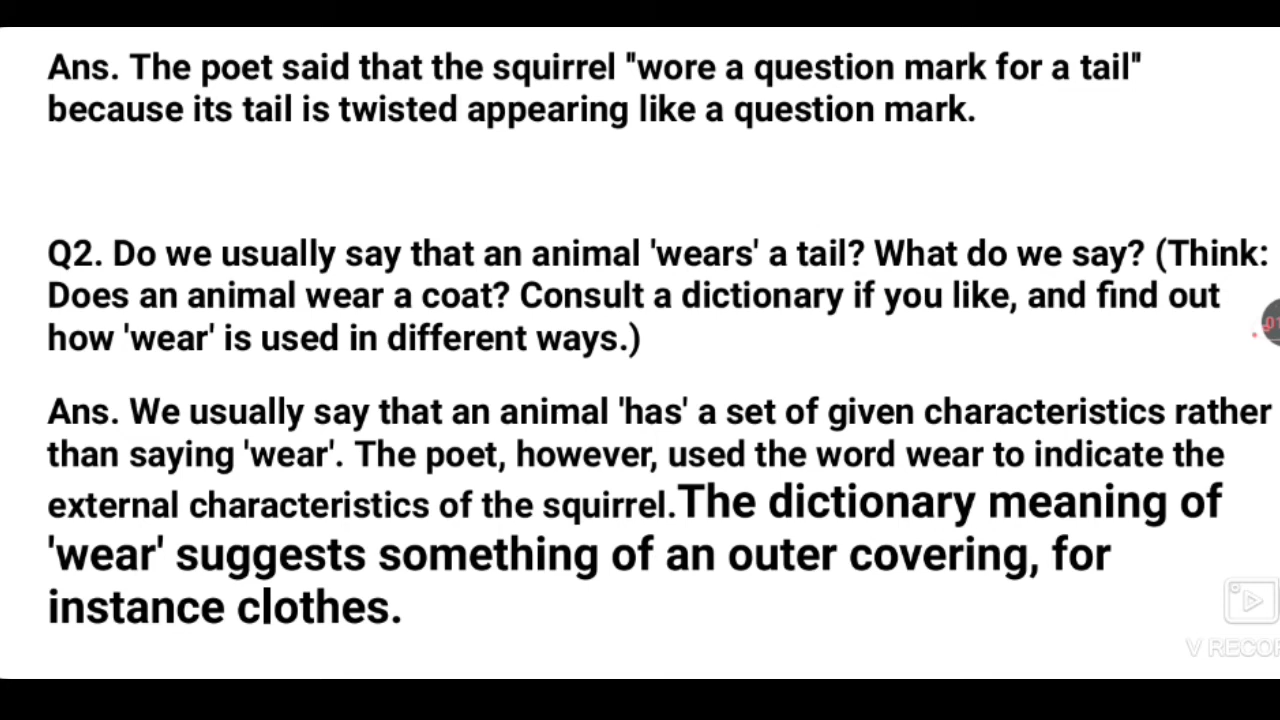 Ans. The poet said that the squirrel "wore a question mark for a tail"
because its tail is twisted appearing like a question mark.
Q2. Do we usually say that an animal 'wears' a tail? What do we say? (Think:
Does an animal wear a coat? Consult a dictionary if you like, and find out
how 'wear' is used in different ways.)
Ans. We usually say that an animal 'has' a set of given characteristics rather
than saying 'wear'. The poet, however, used the word wear to indicate the
external characteristics of the squirrel.The dictionary meaning of
'wear' suggests something of an outer covering, for
instance clothes.